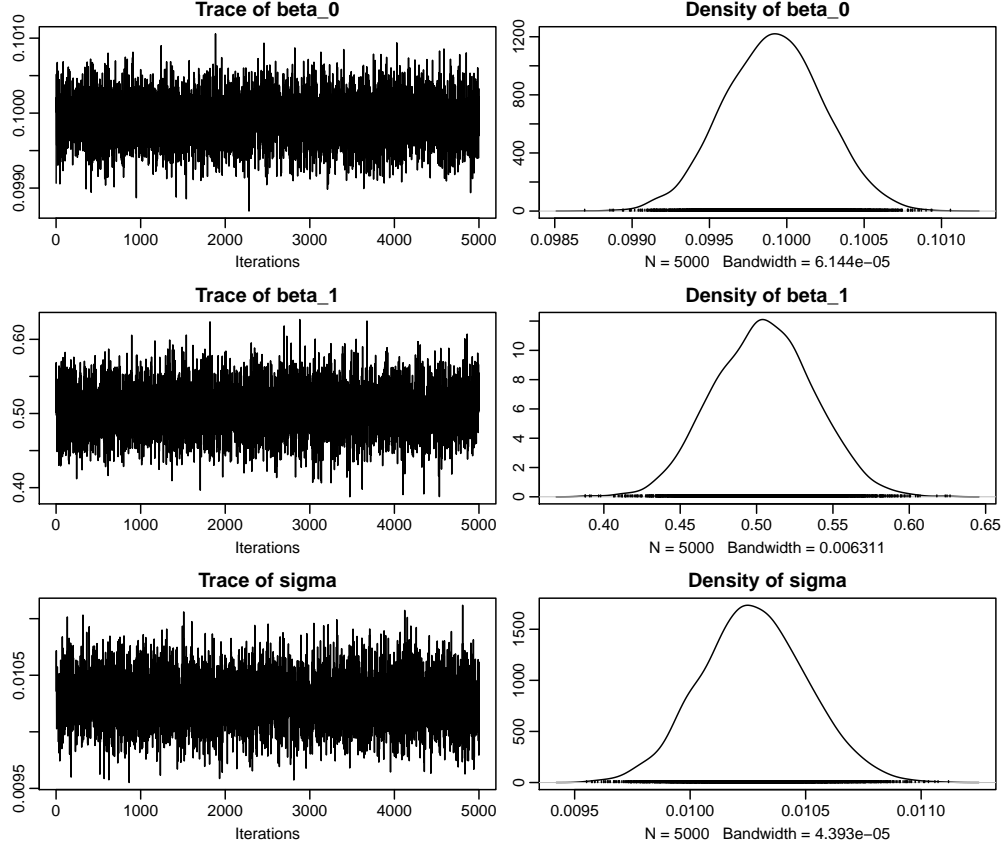 Trace of beta_0
0.0990 0.1000 0.1010
0 1000 2000 3000 4000 5000
Iterations
Density of beta_0
0 400 800 1200
0.0985 0.0990 0.0995 0.1000 0.1005 0.1010
N = 5000 Bandwidth = 6.144e−05
Trace of beta_1
0.40 0.50 0.60
0 1000 2000 3000 4000 5000
Iterations
Density of beta_1
0 2 4 6 8 10
0.40 0.45 0.50 0.55 0.60 0.65
N = 5000 Bandwidth = 0.006311
Trace of sigma
0.0095 0.0105
0 1000 2000 3000 4000 5000
Iterations
Density of sigma
0 500 1000 1500
0.0095 0.0100 0.0105 0.0110
N = 5000 Bandwidth = 4.393e−05